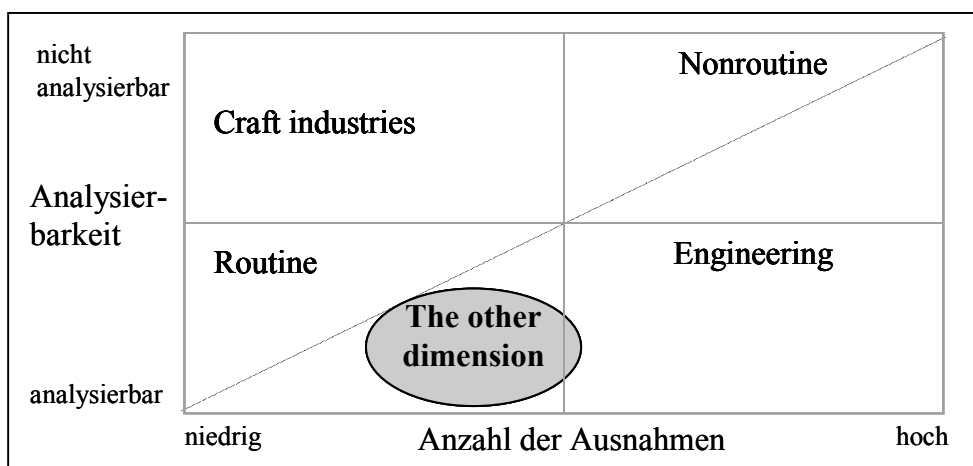 nicht
analysierbar
Nonroutine
Craft industries
Analysier-
barkeit
Routine
Engineering
The other
dimension
analysierbar
niedrig
Anzahl der Ausnahmen
hoch